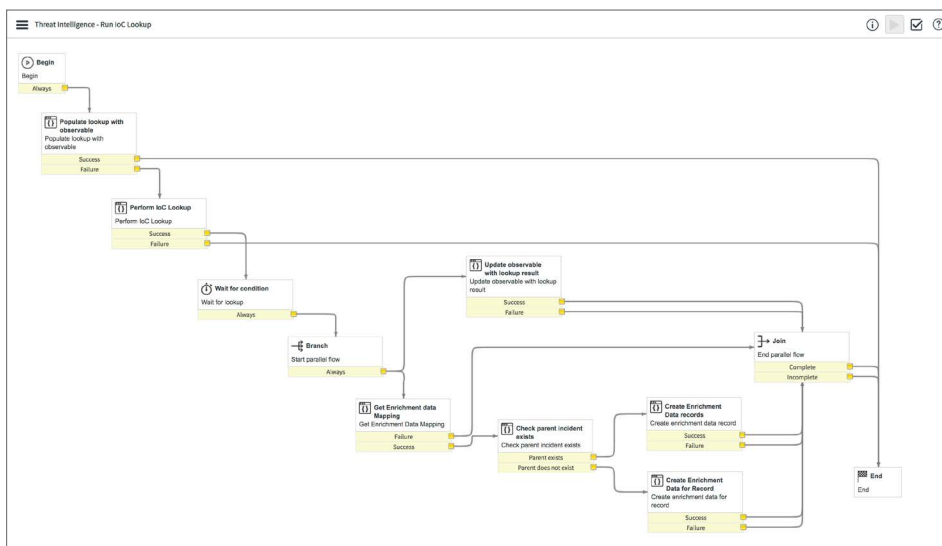 Threat Intelligence - Run IoC Lookup
Begin
Begin
Always
Populate lookup with
observable
Populate lookup with
observable
Success
Failure
Perform IoC Lookup
Perform IoC Lookup
Success
Failure
Wait for condition
Wait for lookup
Always
Branch
Start parallel flow
Always
Update observable
with lookup result
Update observable with lookup
result
Success
Failure
Get Enrichment data
Mapping
Get Enrichment Data Mapping
Failure
Success
Check parent incident
exists
Check parent incident exists
Parent exists
Parent does not exist
Create Enrichment
Data records
Create enrichment data record
Success
Failure
Create Enrichment
Data for Record
Create enrichment data for
record
Success
Failure
Join
End parallel flow
Complete
Incomplete
End
End